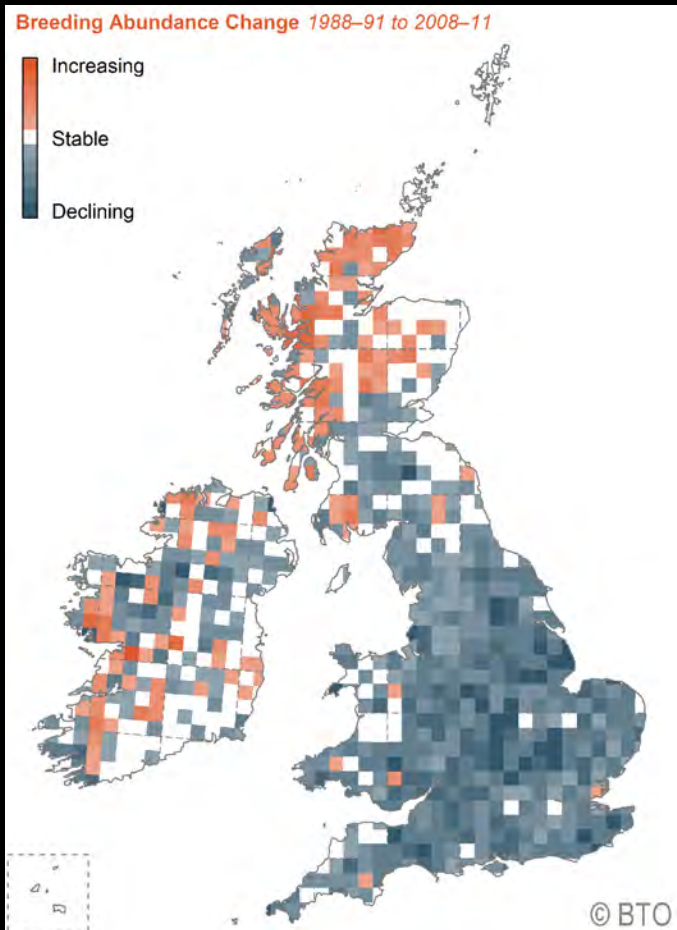 Breeding Abundance Change 1988–91 to 2008–11
Increasing
Stable
Declining
© BTO